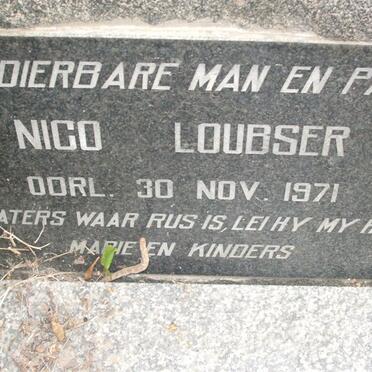 DIERBARE MAN EN PA
NICO LOUBSER
OORL. 30 NOV. 1971
WATERS WAAR RUS IS, LEI HY MY H
MARIE EN KINDERS